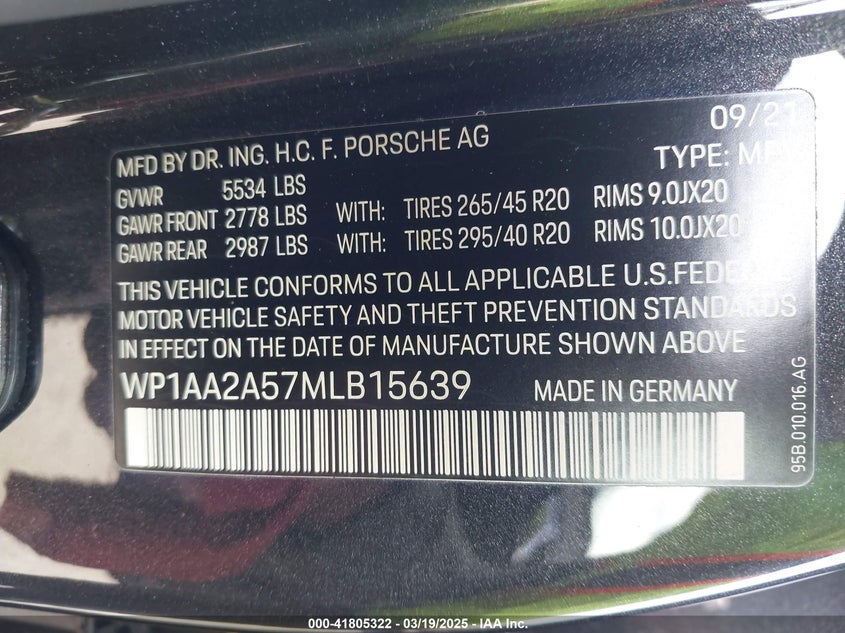 09/21
MFD BY DR. ING. H.C. F. PORSCHE AG
TYPE: MPV
GVWR 5534 LBS
GAWR FRONT 2778 LBS WITH: TIRES 265/45 R20 RIMS 9.0JX20
GAWR REAR 2987 LBS WITH: TIRES 295/40 R20 RIMS 10.0JX20
THIS VEHICLE CONFORMS TO ALL APPLICABLE U.S.FEDERAL
MOTOR VEHICLE SAFETY AND THEFT PREVENTION STANDARDS
IN EFFECT ON THE DATE OF MANUFACTURE SHOWN ABOVE
WP1AA2A57MLB15639 MADE IN GERMANY
95B.010.016.AG
000-41805322 | 03/19/2025 — IAA Inc.